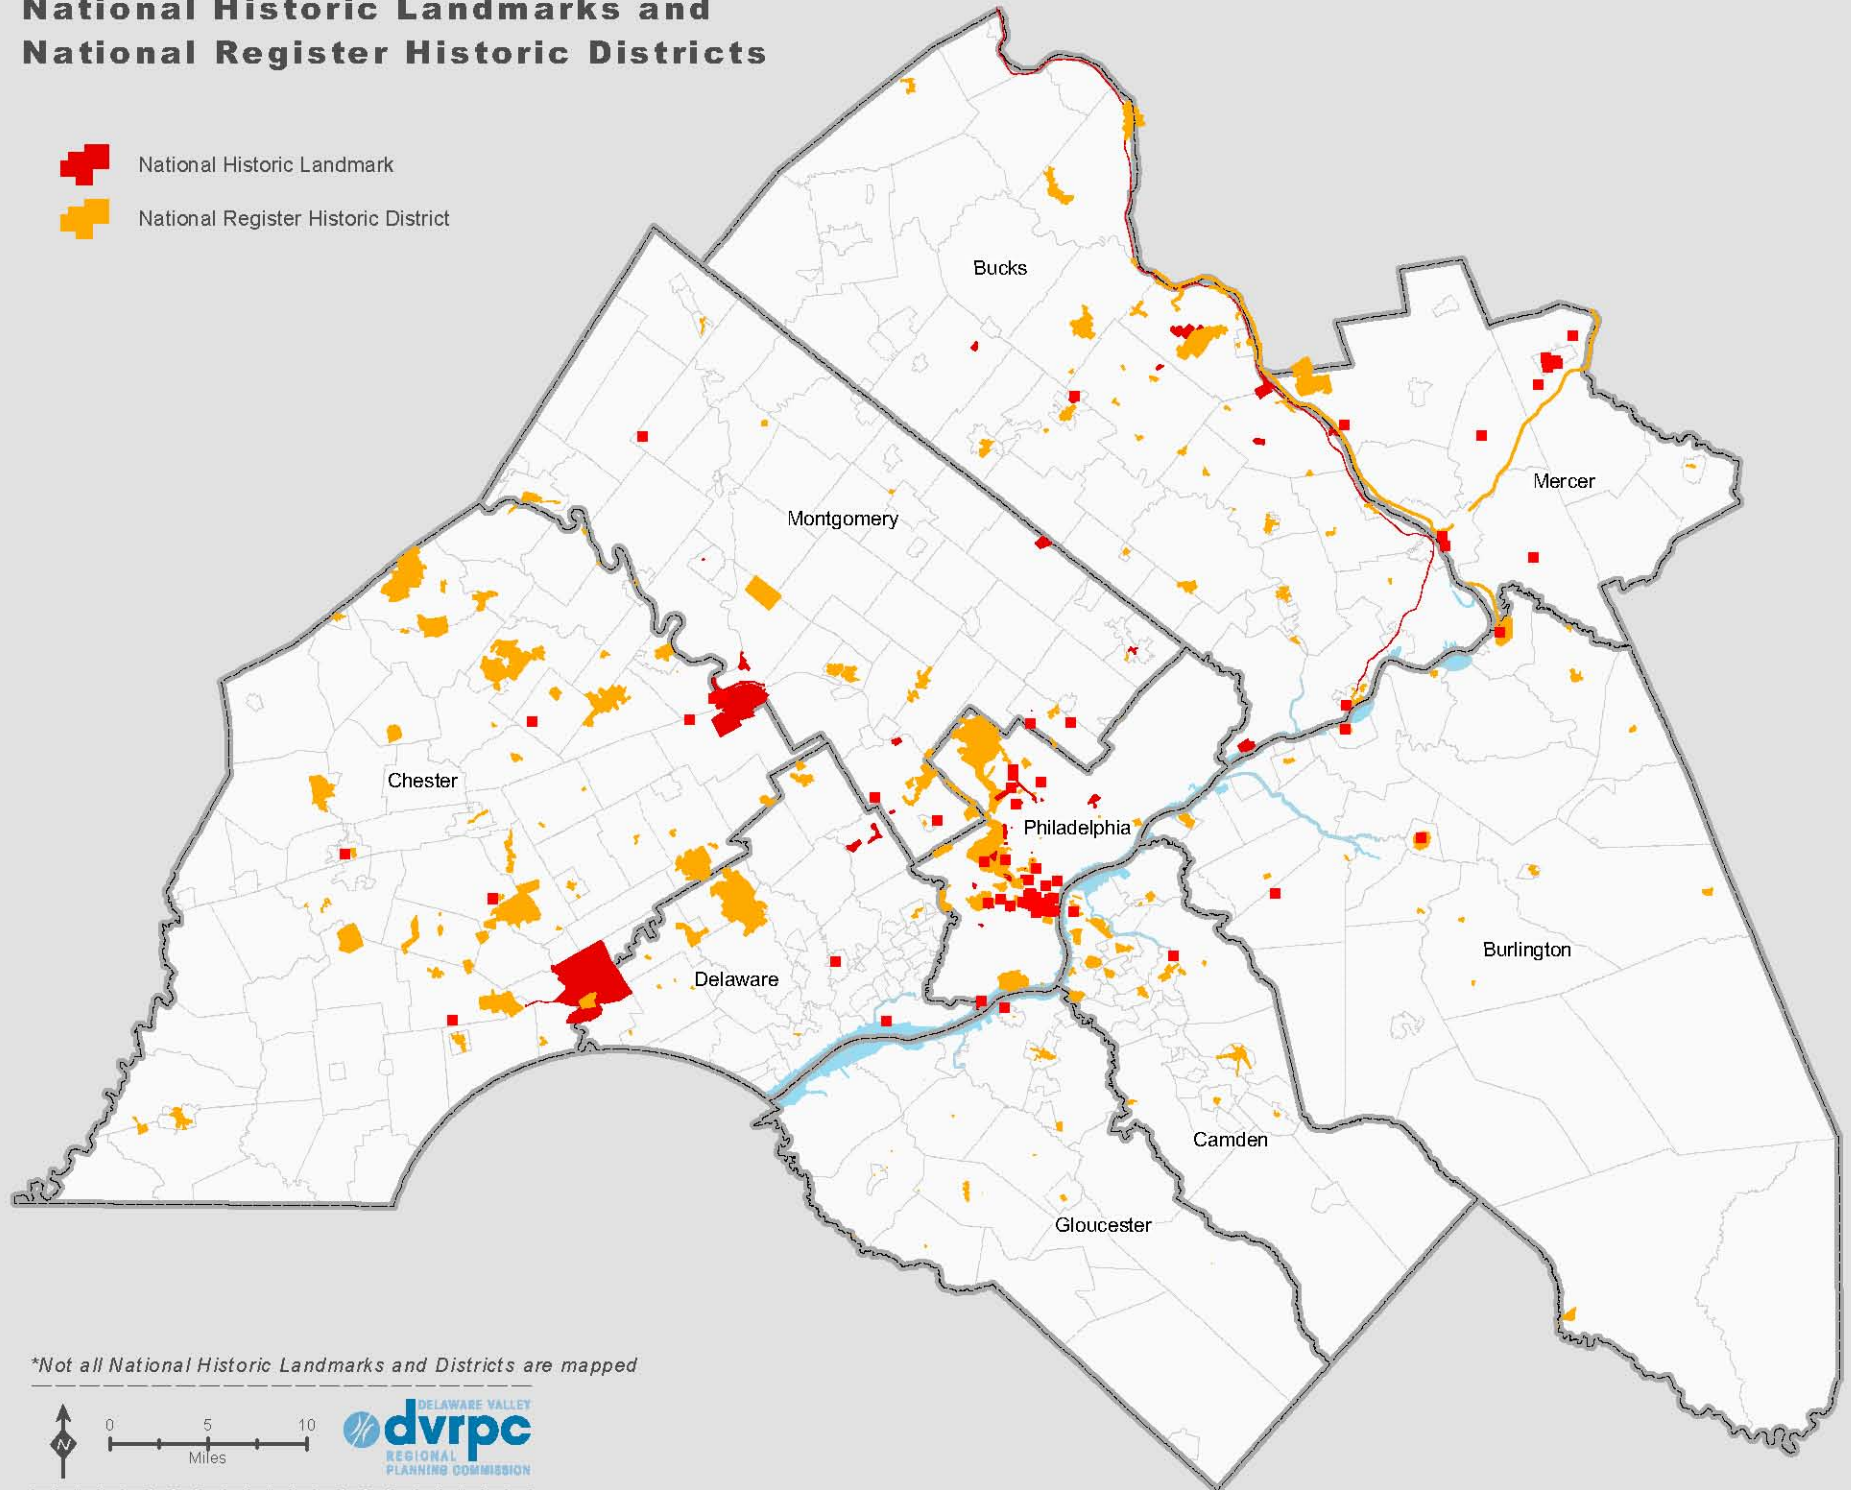 National Historic Landmarks and
National Register Historic Districts
National Historic Landmark
National Register Historic District
Bucks
Mercer
Montgomery
Chester
Philadelphia
Delaware
Burlington
Camden
Gloucester
*Not all National Historic Landmarks and Districts are mapped
N
0 5 10
Miles
DELAWARE VALLEY
dvrpc
REGIONAL
PLANNING COMMISSION